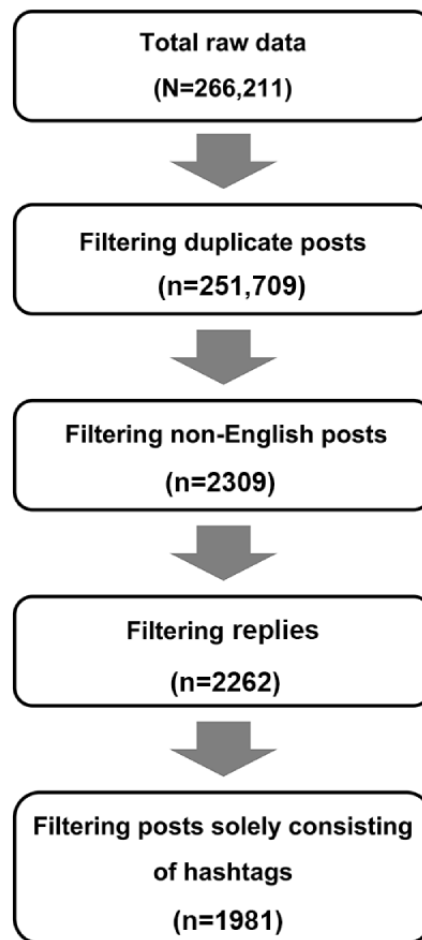 Total raw data
(N=266,211)
Filtering duplicate posts
(n=251,709)
Filtering non-English posts
(n=2309)
Filtering replies
(n=2262)
Filtering posts solely consisting
of hashtags
(n=1981)